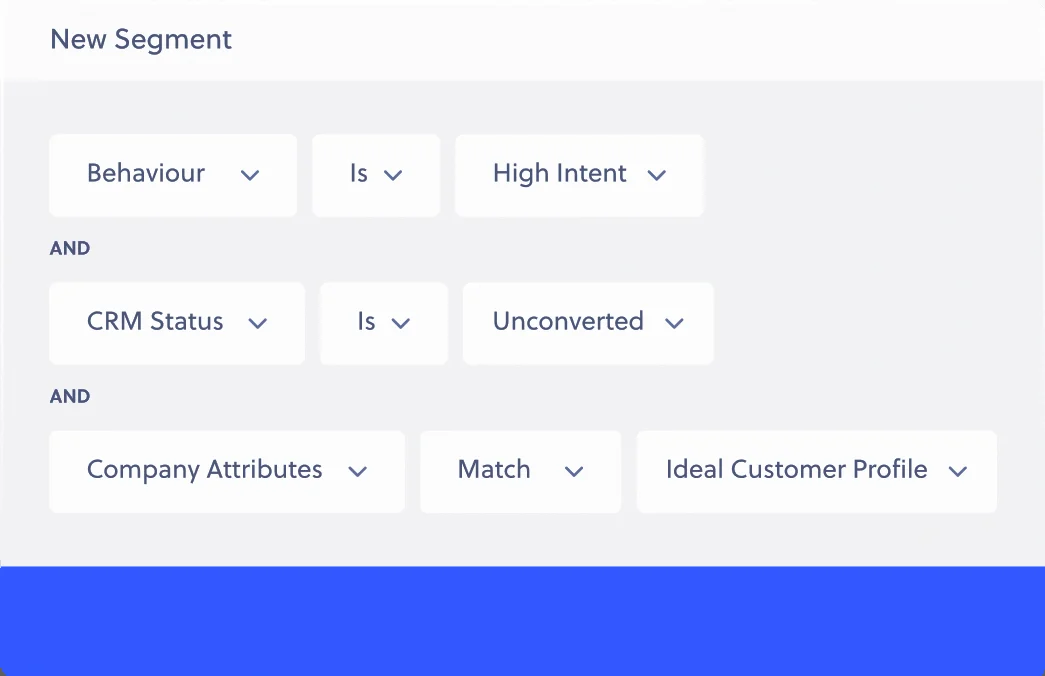 New Segment
Behaviour Is High Intent
AND
CRM Status Is Unconverted
AND
Company Attributes Match Ideal Customer Profile